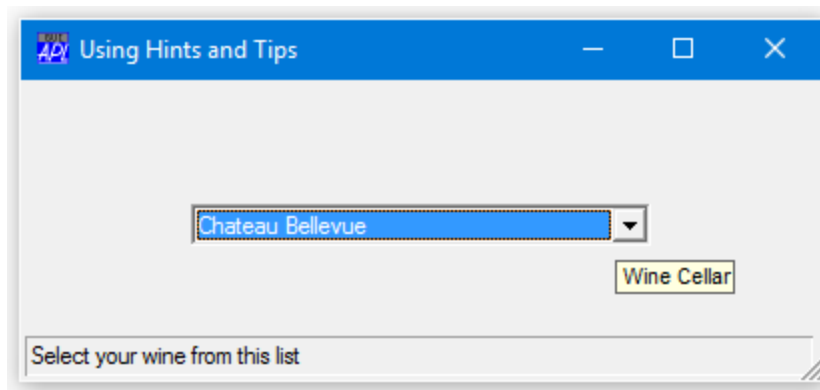 Using Hints and Tips
Chateau Bellevue
Wine Cellar
Select your wine from this list